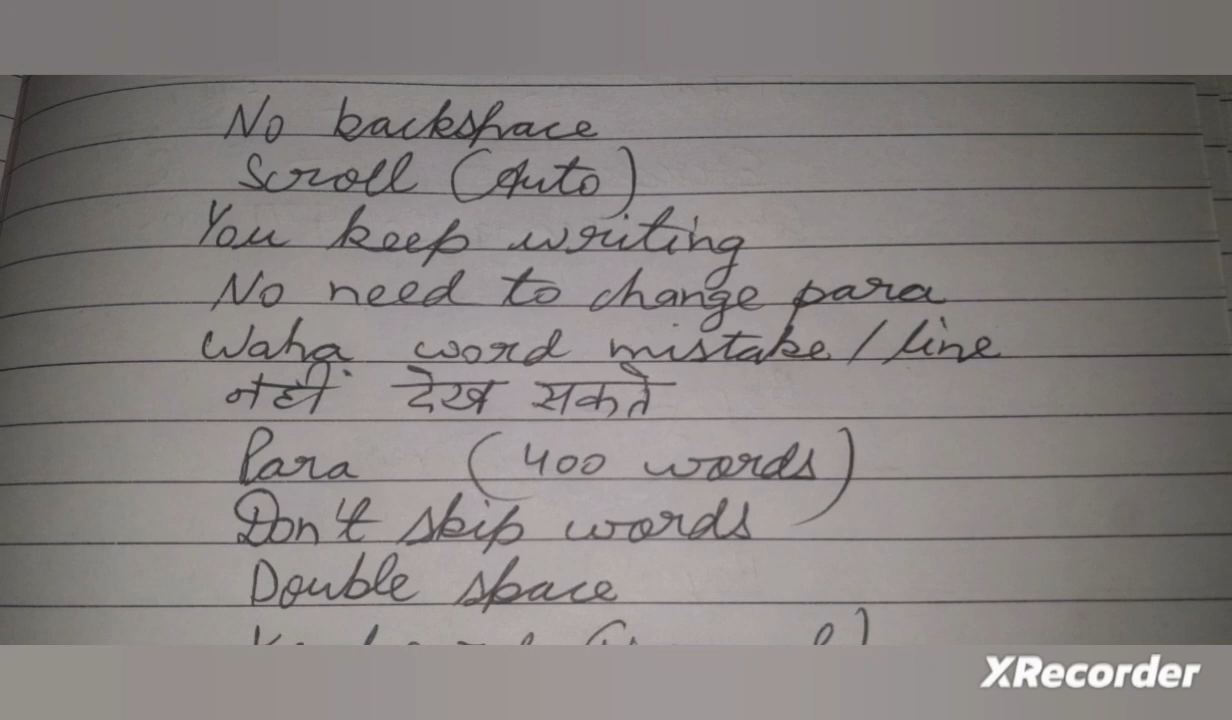 No backspace
Scroll (Auto)
You keep writing
No need to change para
Waha word mistake / line
नहीं देख सकते
Para (400 words)
Don't skip words
Double space
XRecorder